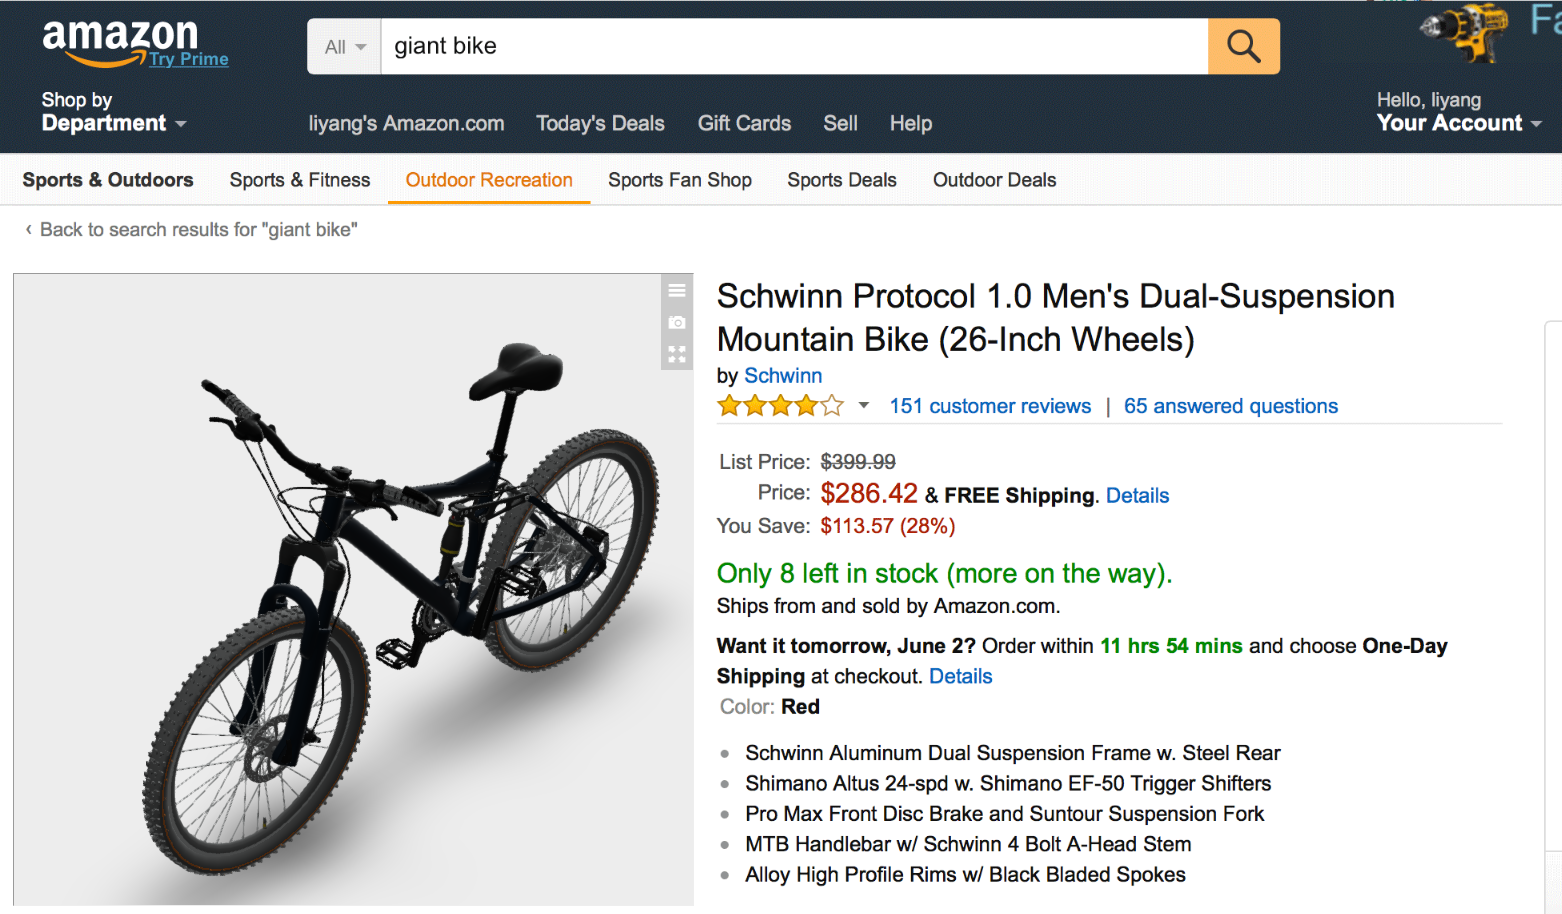 amazon
Try Prime
All
giant bike
Shop by
Department
liyang's Amazon.com
Today's Deals
Gift Cards
Sell
Help
Hello, liyang
Your Account
Sports & Outdoors
Sports & Fitness
Outdoor Recreation
Sports Fan Shop
Sports Deals
Outdoor Deals
‹ Back to search results for "giant bike"
Schwinn Protocol 1.0 Men's Dual-Suspension
Mountain Bike (26-Inch Wheels)
by Schwinn
151 customer reviews | 65 answered questions
List Price: $399.99
Price: $286.42 & FREE Shipping. Details
You Save: $113.57 (28%)
Only 8 left in stock (more on the way).
Ships from and sold by Amazon.com.
Want it tomorrow, June 2? Order within 11 hrs 54 mins and choose One-Day
Shipping at checkout. Details
Color: Red
Schwinn Aluminum Dual Suspension Frame w. Steel Rear
Shimano Altus 24-spd w. Shimano EF-50 Trigger Shifters
Pro Max Front Disc Brake and Suntour Suspension Fork
MTB Handlebar w/ Schwinn 4 Bolt A-Head Stem
Alloy High Profile Rims w/ Black Bladed Spokes